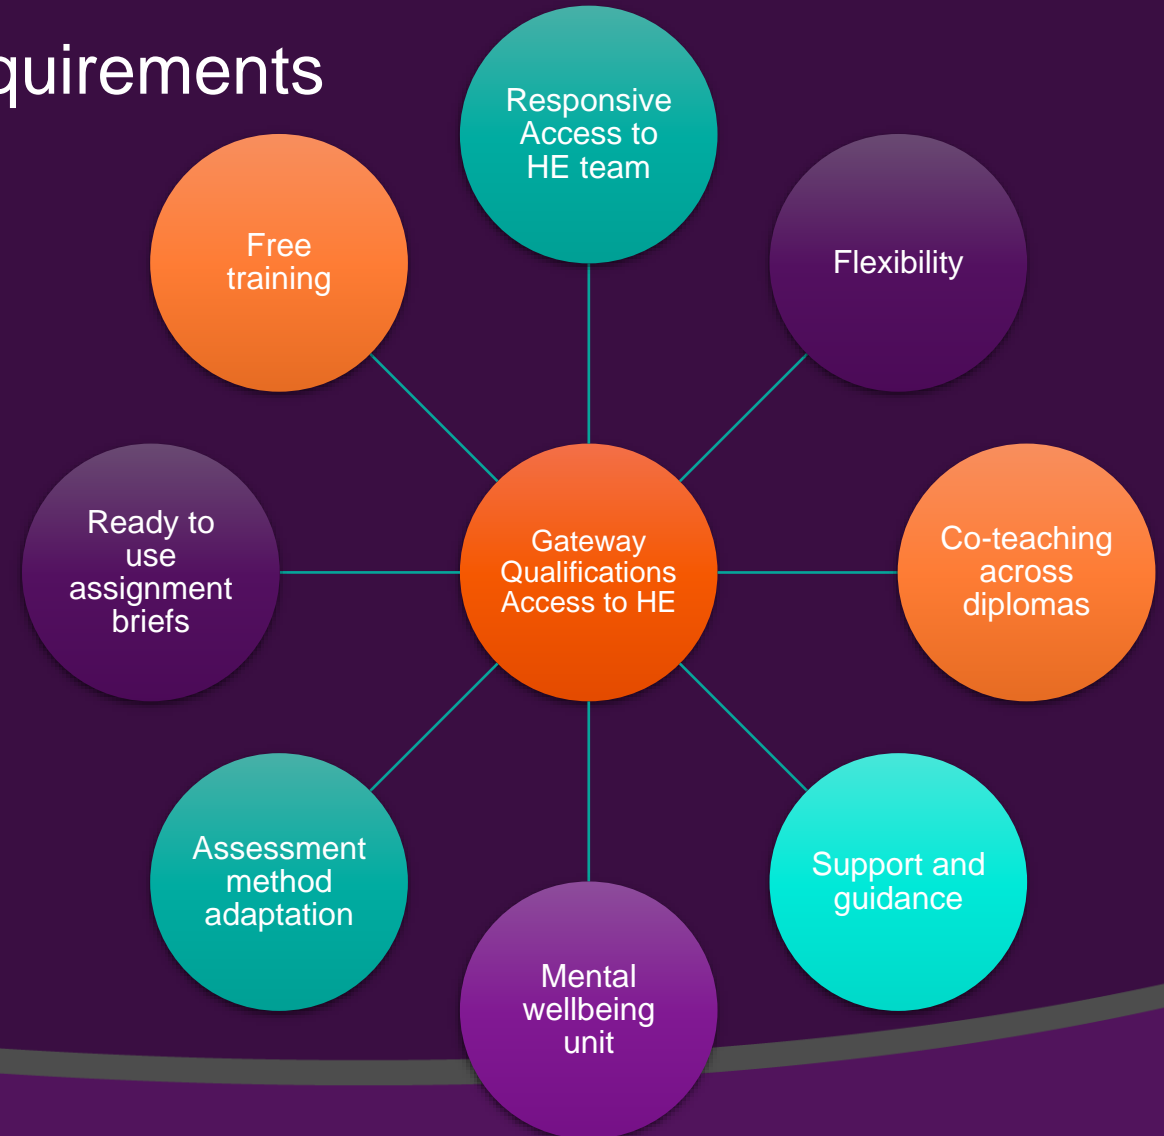 quirements
Responsive
Access to
HE team
Flexibility
Co-teaching
across
diplomas
Support and
guidance
Mental
wellbeing
unit
Assessment
method
adaptation
Ready to
use
assignment
briefs
Free
training
Gateway
Qualifications
Access to HE